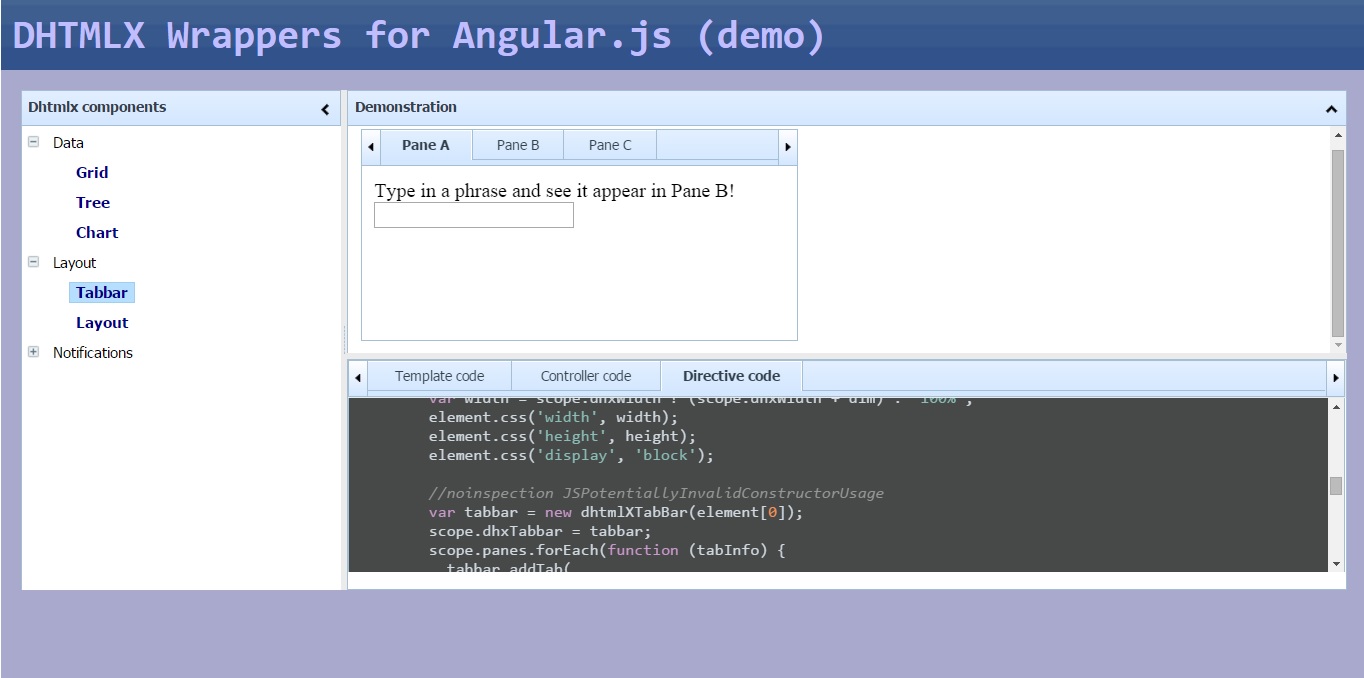 DHTMLX Wrappers for Angular.js (demo)
Dhtmlx components
Data
Grid
Tree
Chart
Layout
Tabbar
Layout
Notifications
Demonstration
Pane A Pane B Pane C
Type in a phrase and see it appear in Pane B!
Template code Controller code Directive code
var width = scope.dhxWidth ? (scope.dhxWidth + dim) : '100%';
element.css('width', width);
element.css('height', height);
element.css('display', 'block');
//noinspection JSPotentiallyInvalidConstructorUsage
var tabbar = new dhtmlXTabBar(element[0]);
scope.dhxTabbar = tabbar;
scope.panes.forEach(function (tabInfo) {
tabbar.addTab(